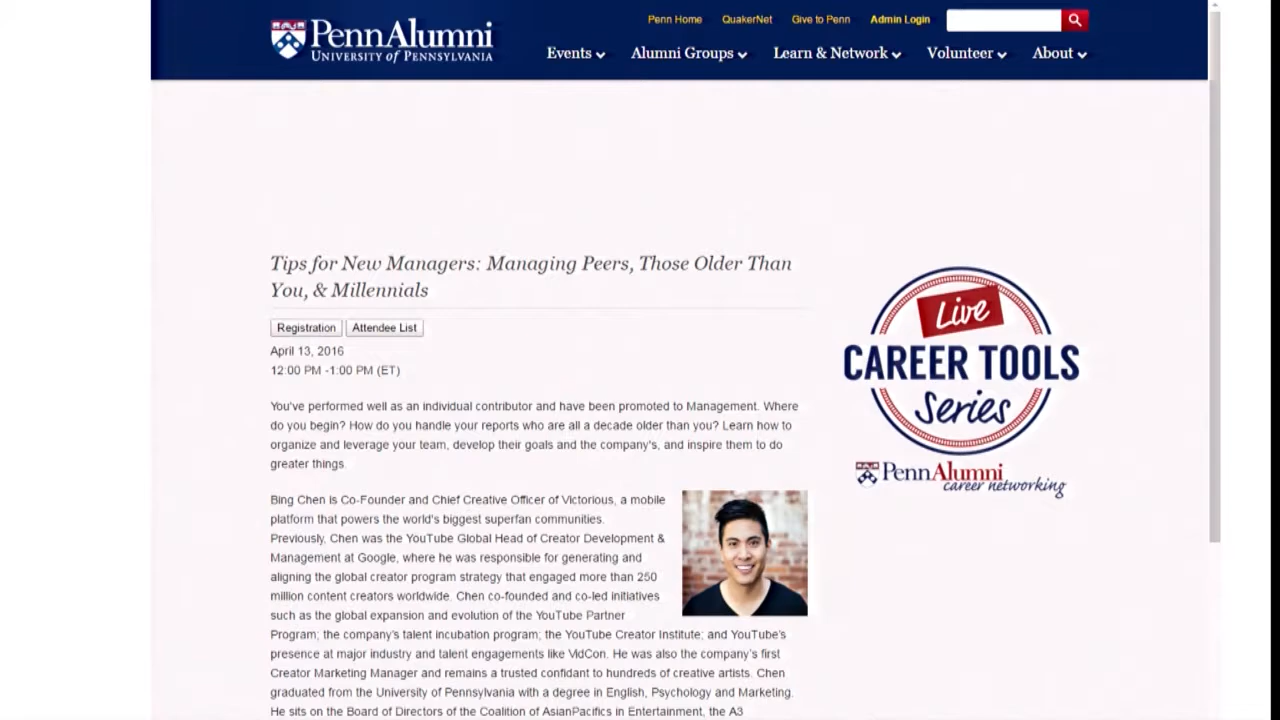 Penn Home QuakerNet Give to Penn Admin Login
PennAlumni
UNIVERSITY of PENNSYLVANIA
Events Alumni Groups Learn & Network Volunteer About
Tips for New Managers: Managing Peers, Those Older Than
You, & Millennials
Registration Attendee List
April 13, 2016
12:00 PM -1:00 PM (ET)
You've performed well as an individual contributor and have been promoted to Management. Where
do you begin? How do you handle your reports who are all a decade older than you? Learn how to
organize and leverage your team, develop their goals and the company's, and inspire them to do
greater things.
Live
CAREER TOOLS
Series
PennAlumni
career networking
Bing Chen is Co-Founder and Chief Creative Officer of Victorious, a mobile
platform that powers the world's biggest superfan communities.
Previously, Chen was the YouTube Global Head of Creator Development &
Management at Google, where he was responsible for generating and
aligning the global creator program strategy that engaged more than 250
million content creators worldwide. Chen co-founded and co-led initiatives
such as the global expansion and evolution of the YouTube Partner
Program; the company's talent incubation program; the YouTube Creator Institute; and YouTube's
presence at major industry and talent engagements like VidCon. He was also the company's first
Creator Marketing Manager and remains a trusted confidant to hundreds of creative artists. Chen
graduated from the University of Pennsylvania with a degree in English, Psychology and Marketing.
He sits on the Board of Directors of the Coalition of AsianPacifics in Entertainment, the A3